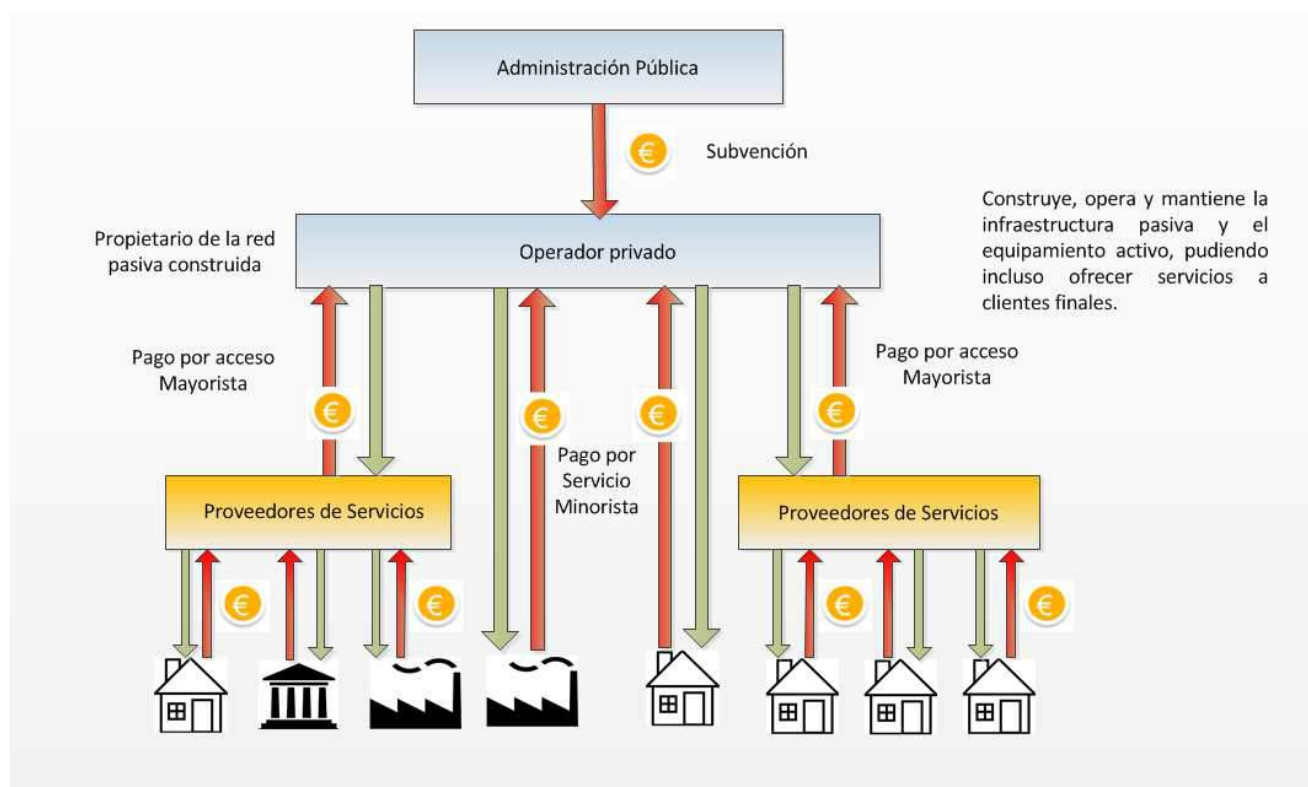 Administración Pública
€
Subvención
Construye, opera y mantiene la
infraestructura pasiva y el
equipamiento activo, pudiendo
incluso ofrecer servicios a
clientes finales.
Propietario de la red
pasiva construida
Operador privado
Pago por acceso
Mayorista
Pago por acceso
Mayorista
€
€
€
€
Pago por
Servicio
Minorista
Proveedores de Servicios
Proveedores de Servicios
€
€
€
€